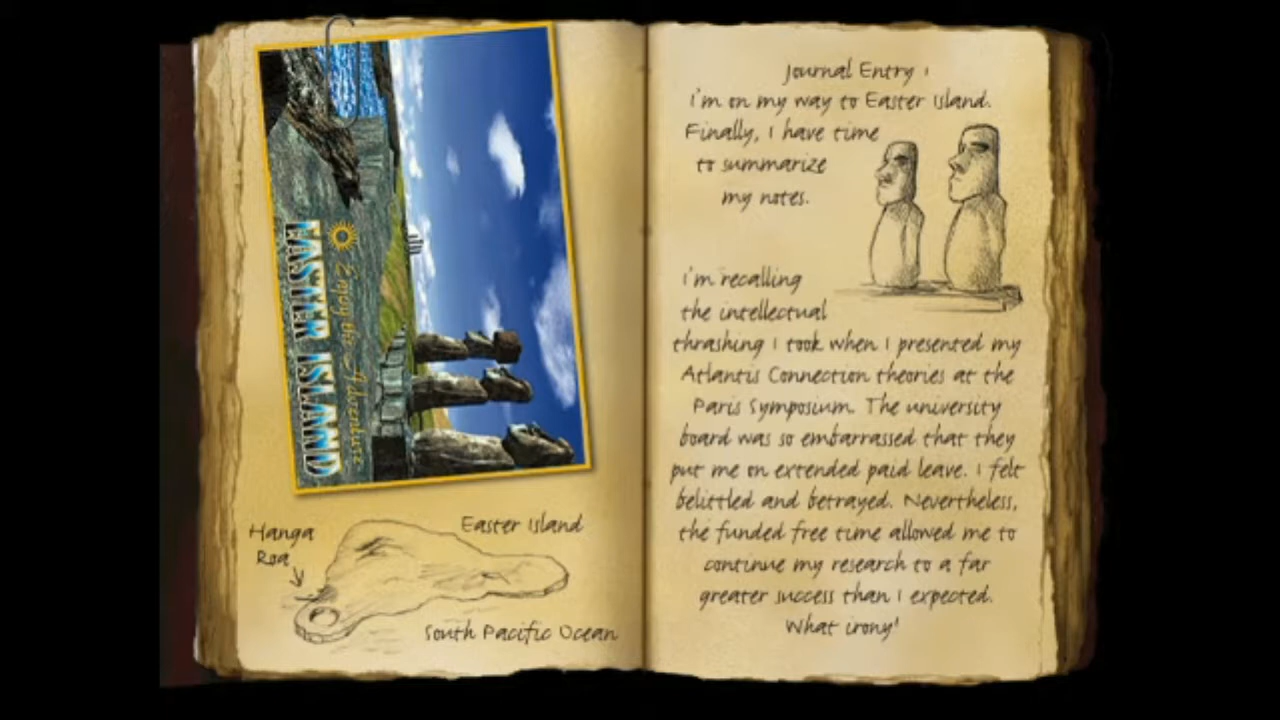 Enjoy the Adventure
EASTER ISLAND
Hanga
Roa
Easter Island
South Pacific Ocean
Journal Entry 1
I'm on my way to Easter Island.
Finally, I have time
to summarize
my notes.
I'm recalling
the intellectual
thrashing I took when I presented my
Atlantis Connection theories at the
Paris Symposium. The university
board was so embarrassed that they
put me on extended paid leave. I felt
belittled and betrayed. Nevertheless,
the funded free time allowed me to
continue my research to a far
greater success than I expected.
What irony!